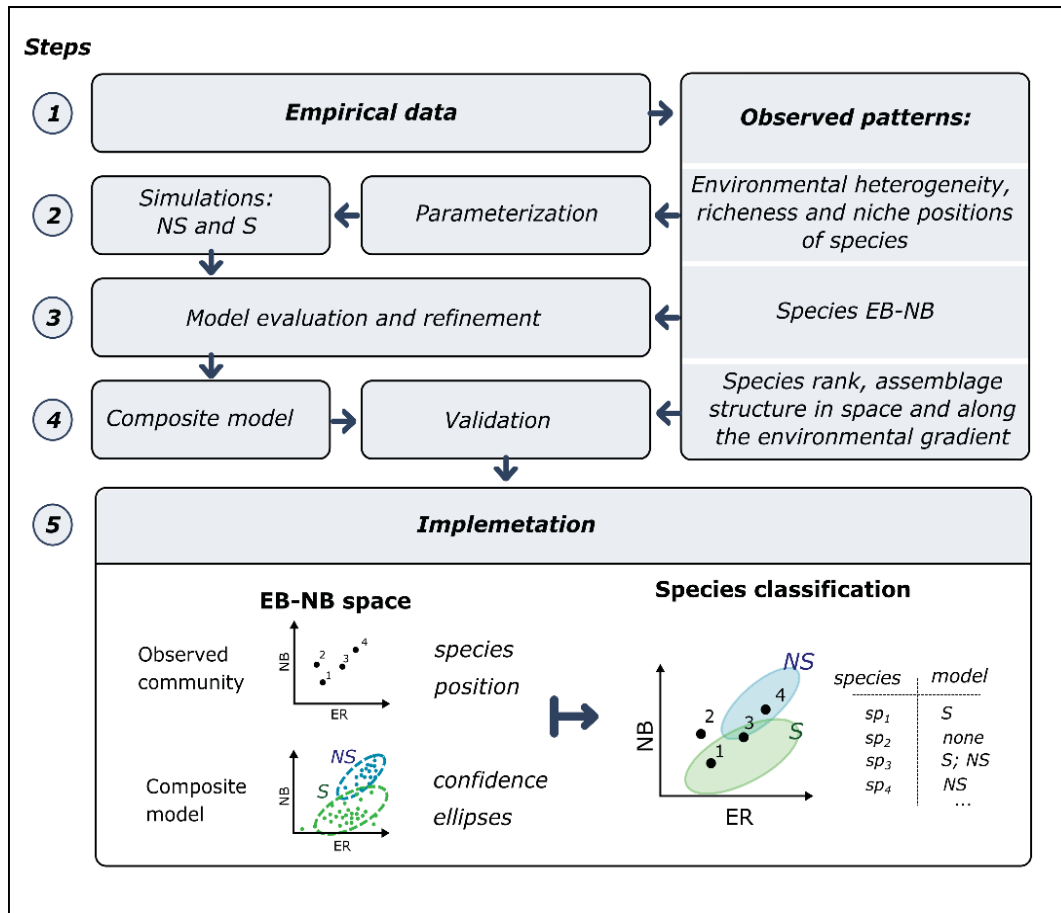 Steps
1
Empirical data
Observed patterns:
2
Simulations:
NS and S
Parameterization
Environmental heterogeneity,
richeness and niche positions
of species
3
Model evaluation and refinement
Species EB-NB
4
Composite model
Validation
Species rank, assemblage
structure in space and along
the environmental gradient
5
Implemetation
EB-NB space
Observed
community
NB
2
1
3
4
ER
species
position
Composite
model
NB
NS
S
ER
confidence
ellipses
Species classification
NB
NS
S
2
1
3
4
ER
species model
sp1 S
sp2 none
sp3 S; NS
sp4 NS
...